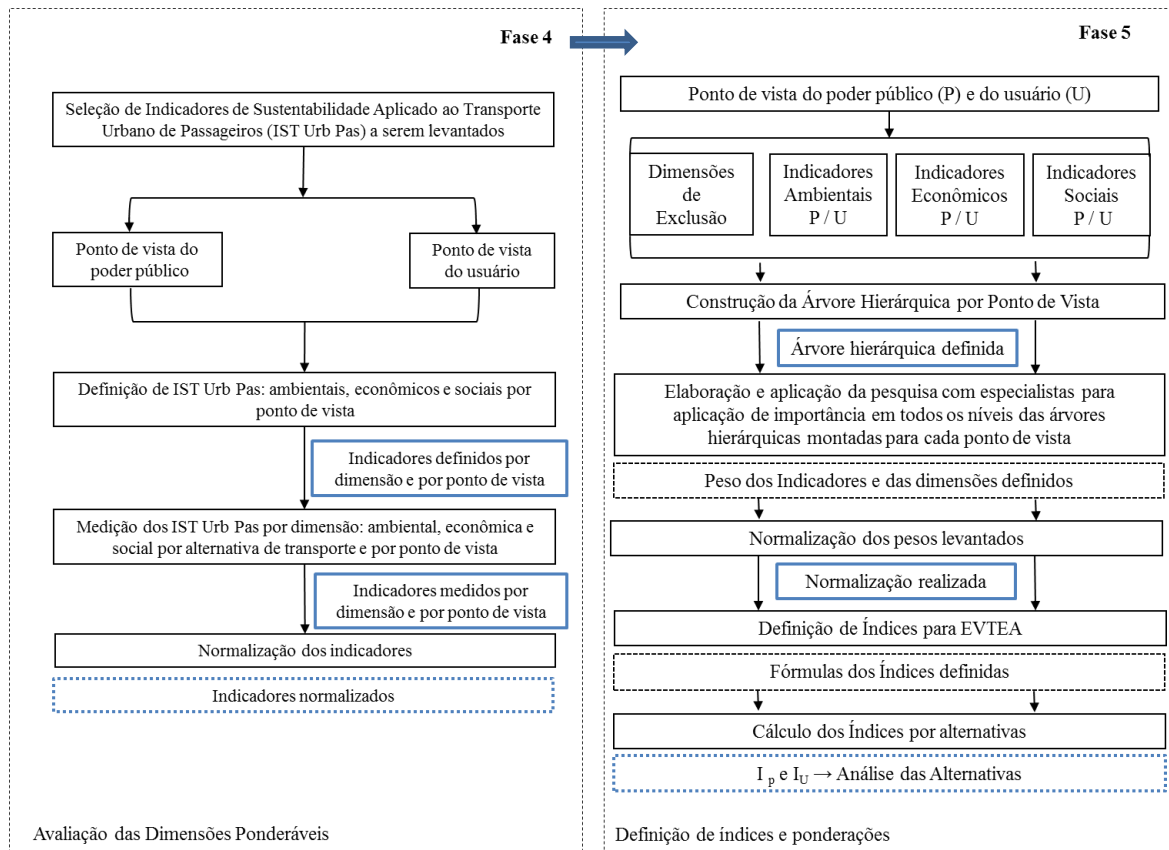 Fase 4
Seleção de Indicadores de Sustentabilidade Aplicado ao Transporte
Urbano de Passageiros (IST Urb Pas) a serem levantados
Ponto de vista do
poder público
Ponto de vista
do usuário
Definição de IST Urb Pas: ambientais, econômicos e sociais por
ponto de vista
Indicadores definidos por
dimensão e por ponto de vista
Medição dos IST Urb Pas por dimensão: ambiental, econômica e
social por alternativa de transporte e por ponto de vista
Indicadores medidos por
dimensão e por ponto de vista
Normalização dos indicadores
Indicadores normalizados
Avaliação das Dimensões Ponderáveis
Fase 5
Ponto de vista do poder público (P) e do usuário (U)
Dimensões
de
Exclusão
Indicadores
Ambientais
P / U
Indicadores
Econômicos
P / U
Indicadores
Sociais
P / U
Construção da Árvore Hierárquica por Ponto de Vista
Árvore hierárquica definida
Elaboração e aplicação da pesquisa com especialistas para
aplicação de importância em todos os níveis das árvores
hierárquicas montadas para cada ponto de vista
Peso dos Indicadores e das dimensões definidos
Normalização dos pesos levantados
Normalização realizada
Definição de Índices para EVTEA
Fórmulas dos Índices definidas
Cálculo dos Índices por alternativas
I p e I U → Análise das Alternativas
Definição de índices e ponderações